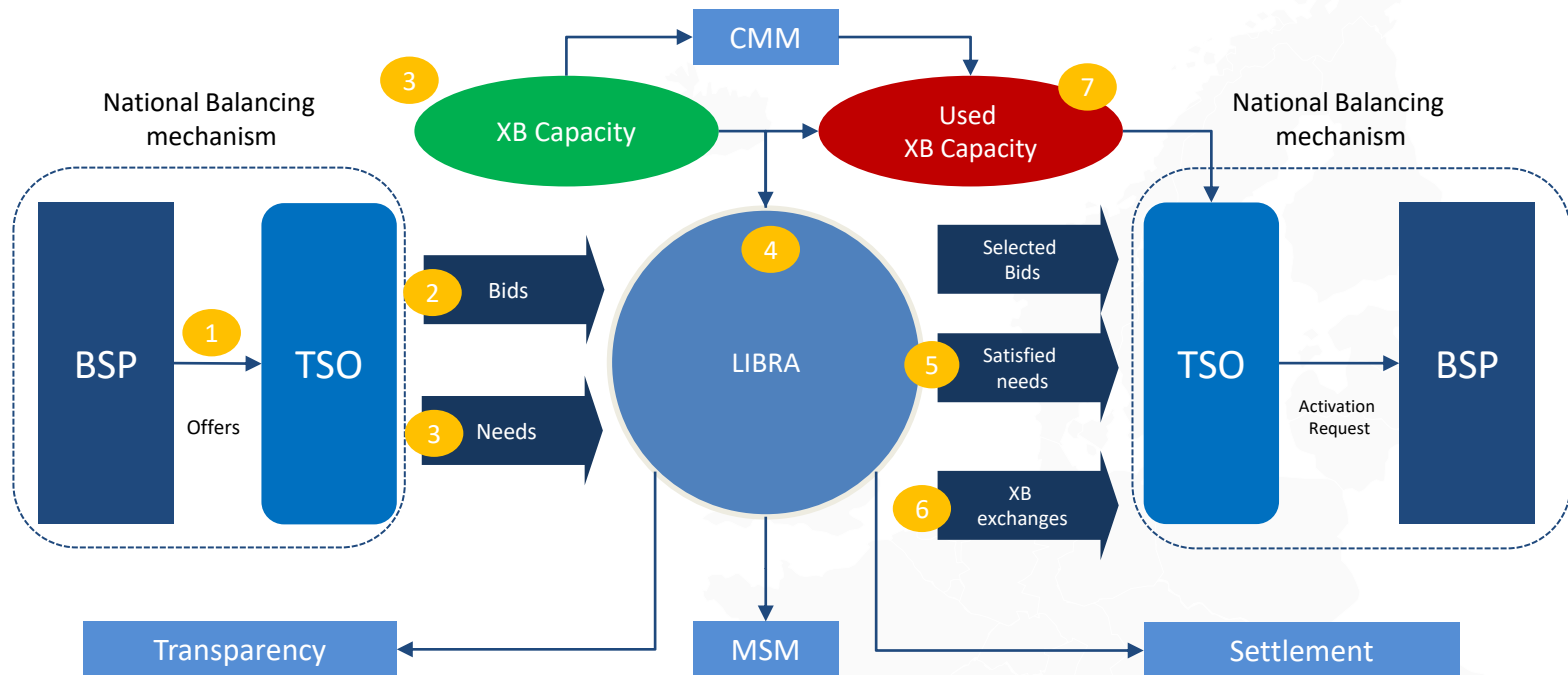 CMM
3
7
National Balancing
mechanism
XB Capacity
Used
XB Capacity
National Balancing
mechanism
4
Selected
Bids
2
Bids
1
BSP
TSO
LIBRA
5
Satisfied
needs
TSO
BSP
Offers
3
Needs
Activation
Request
6
XB
exchanges
Transparency
MSM
Settlement